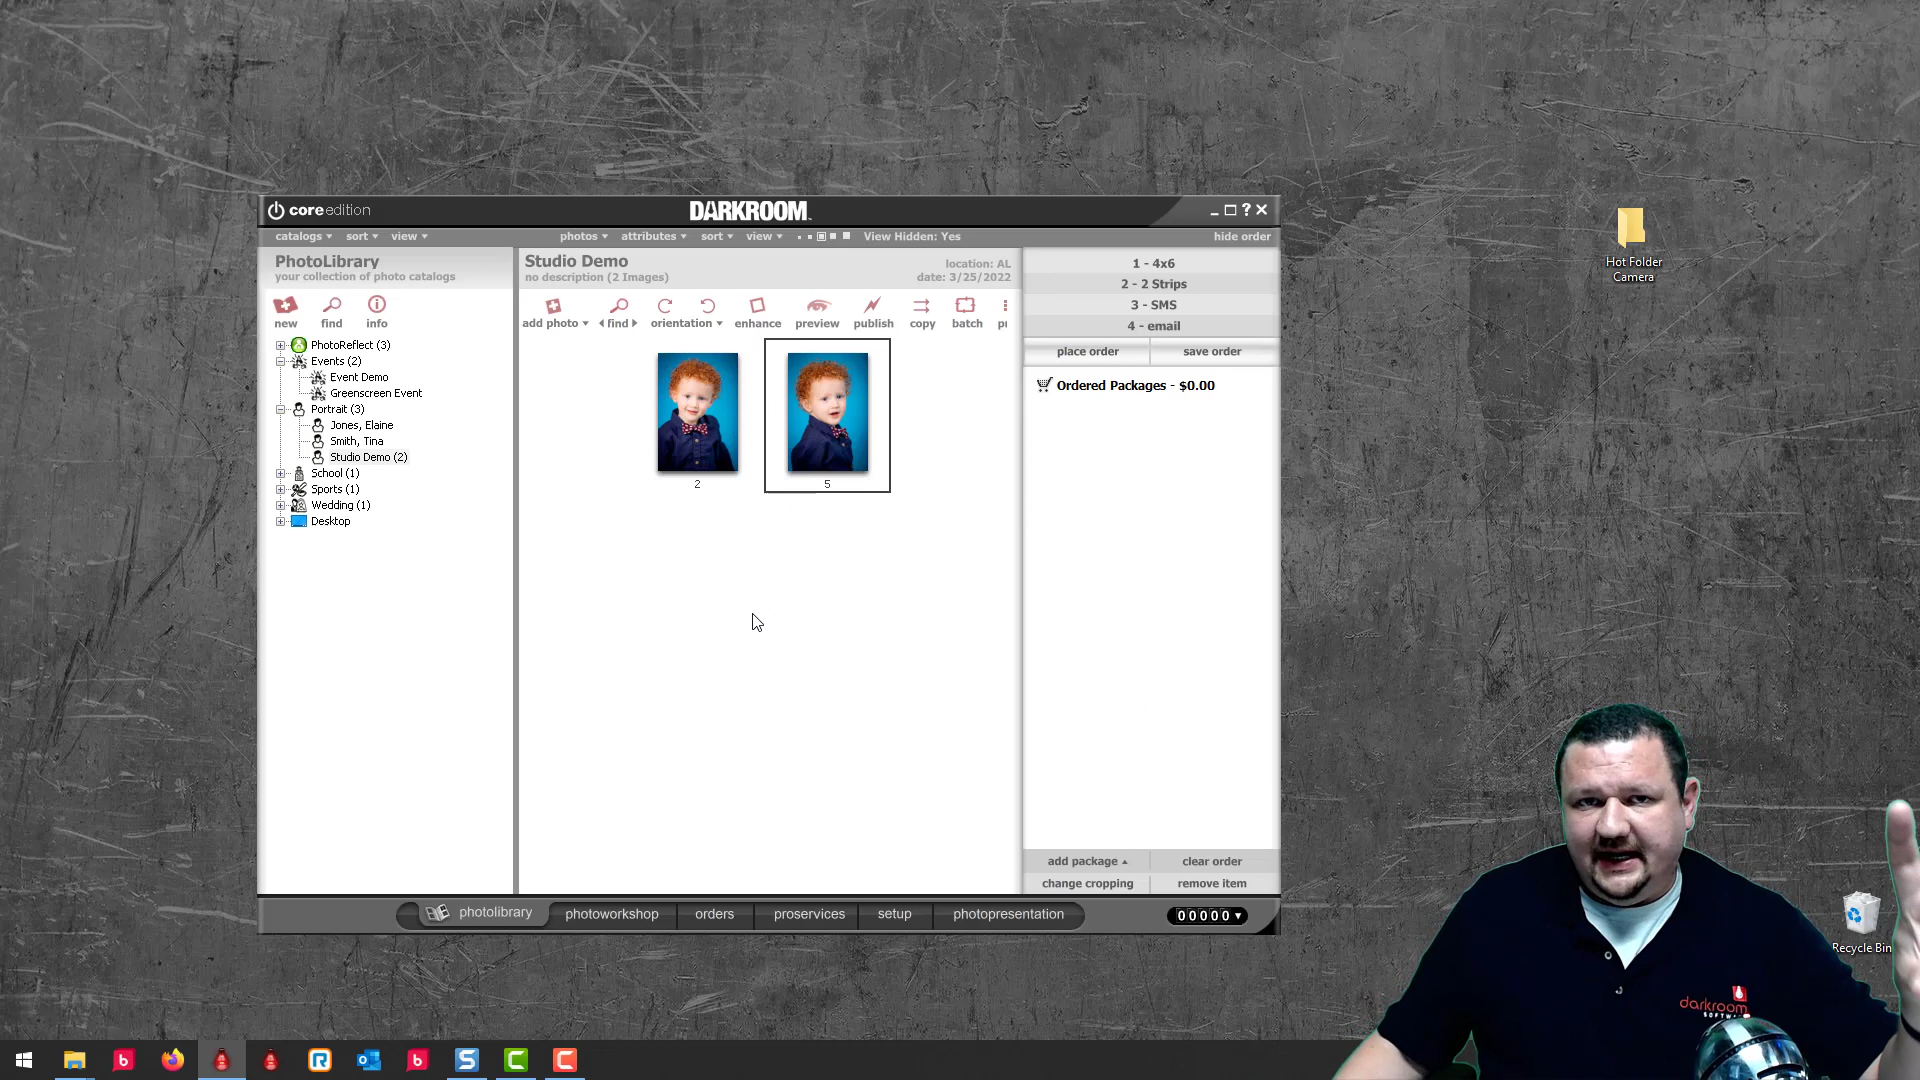 coreedition
DARKROOM
catalogs sort view
photos attributes sort view View Hidden: Yes
hide order
PhotoLibrary
your collection of photo catalogs
new find info
PhotoReflect (3)
Events (2)
Event Demo
Greenscreen Event
Portrait (3)
Jones, Elaine
Smith, Tina
Studio Demo (2)
School (1)
Sports (1)
Wedding (1)
Desktop
Studio Demo
no description (2 Images)
location: AL
date: 3/25/2022
add photo find orientation enhance preview publish copy batch
2 5
1 - 4x6
2 - 2 Strips
3 - SMS
4 - email
place order save order
Ordered Packages - $0.00
add package clear order
change cropping remove item
photolibrary photoworkshop orders proservices setup photopresentation
00000
Hot Folder
Camera
Recycle Bin
darkroom
SOFTW
b R o b S C C